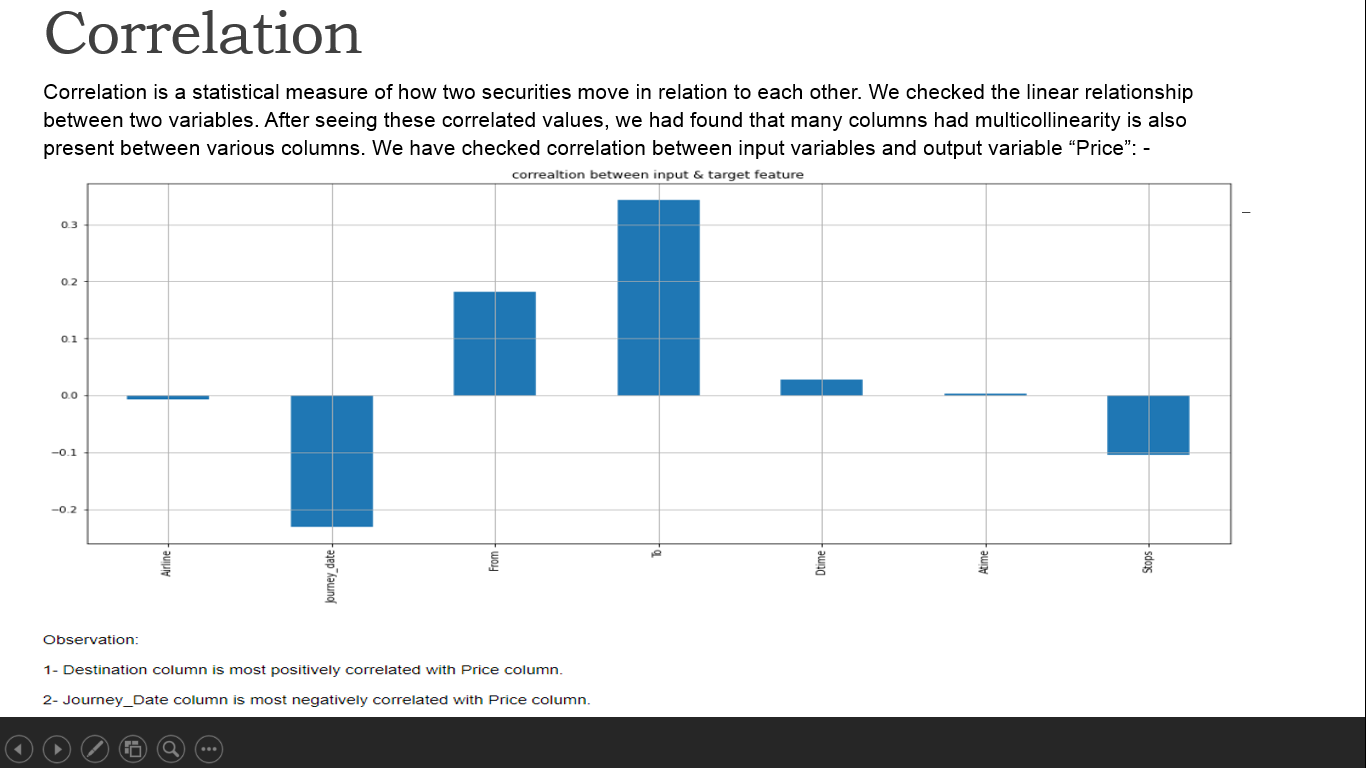 Correlation
Correlation is a statistical measure of how two securities move in relation to each other. We checked the linear relationship
between two variables. After seeing these correlated values, we had found that many columns had multicollinearity is also
present between various columns. We have checked correlation between input variables and output variable “Price”: -
correaltion between input & target feature
0.3
0.2
0.1
0.0
−0.1
−0.2
Airline
Journey_date
From
To
Dtime
Atime
Stops
Observation:
1- Destination column is most positively correlated with Price column.
2- Journey_Date column is most negatively correlated with Price column.